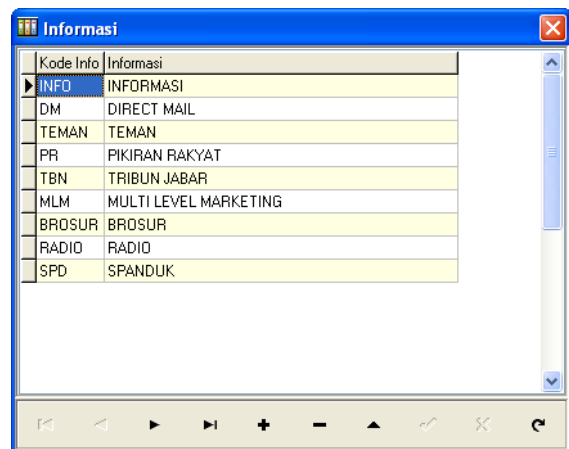 Informasi
Kode Info Informasi
INFO INFORMASI
DM DIRECT MAIL
TEMAN TEMAN
PR PIKIRAN RAKYAT
TBN TRIBUN JABAR
MLM MULTI LEVEL MARKETING
BROSUR BROSUR
RADIO RADIO
SPD SPANDUK